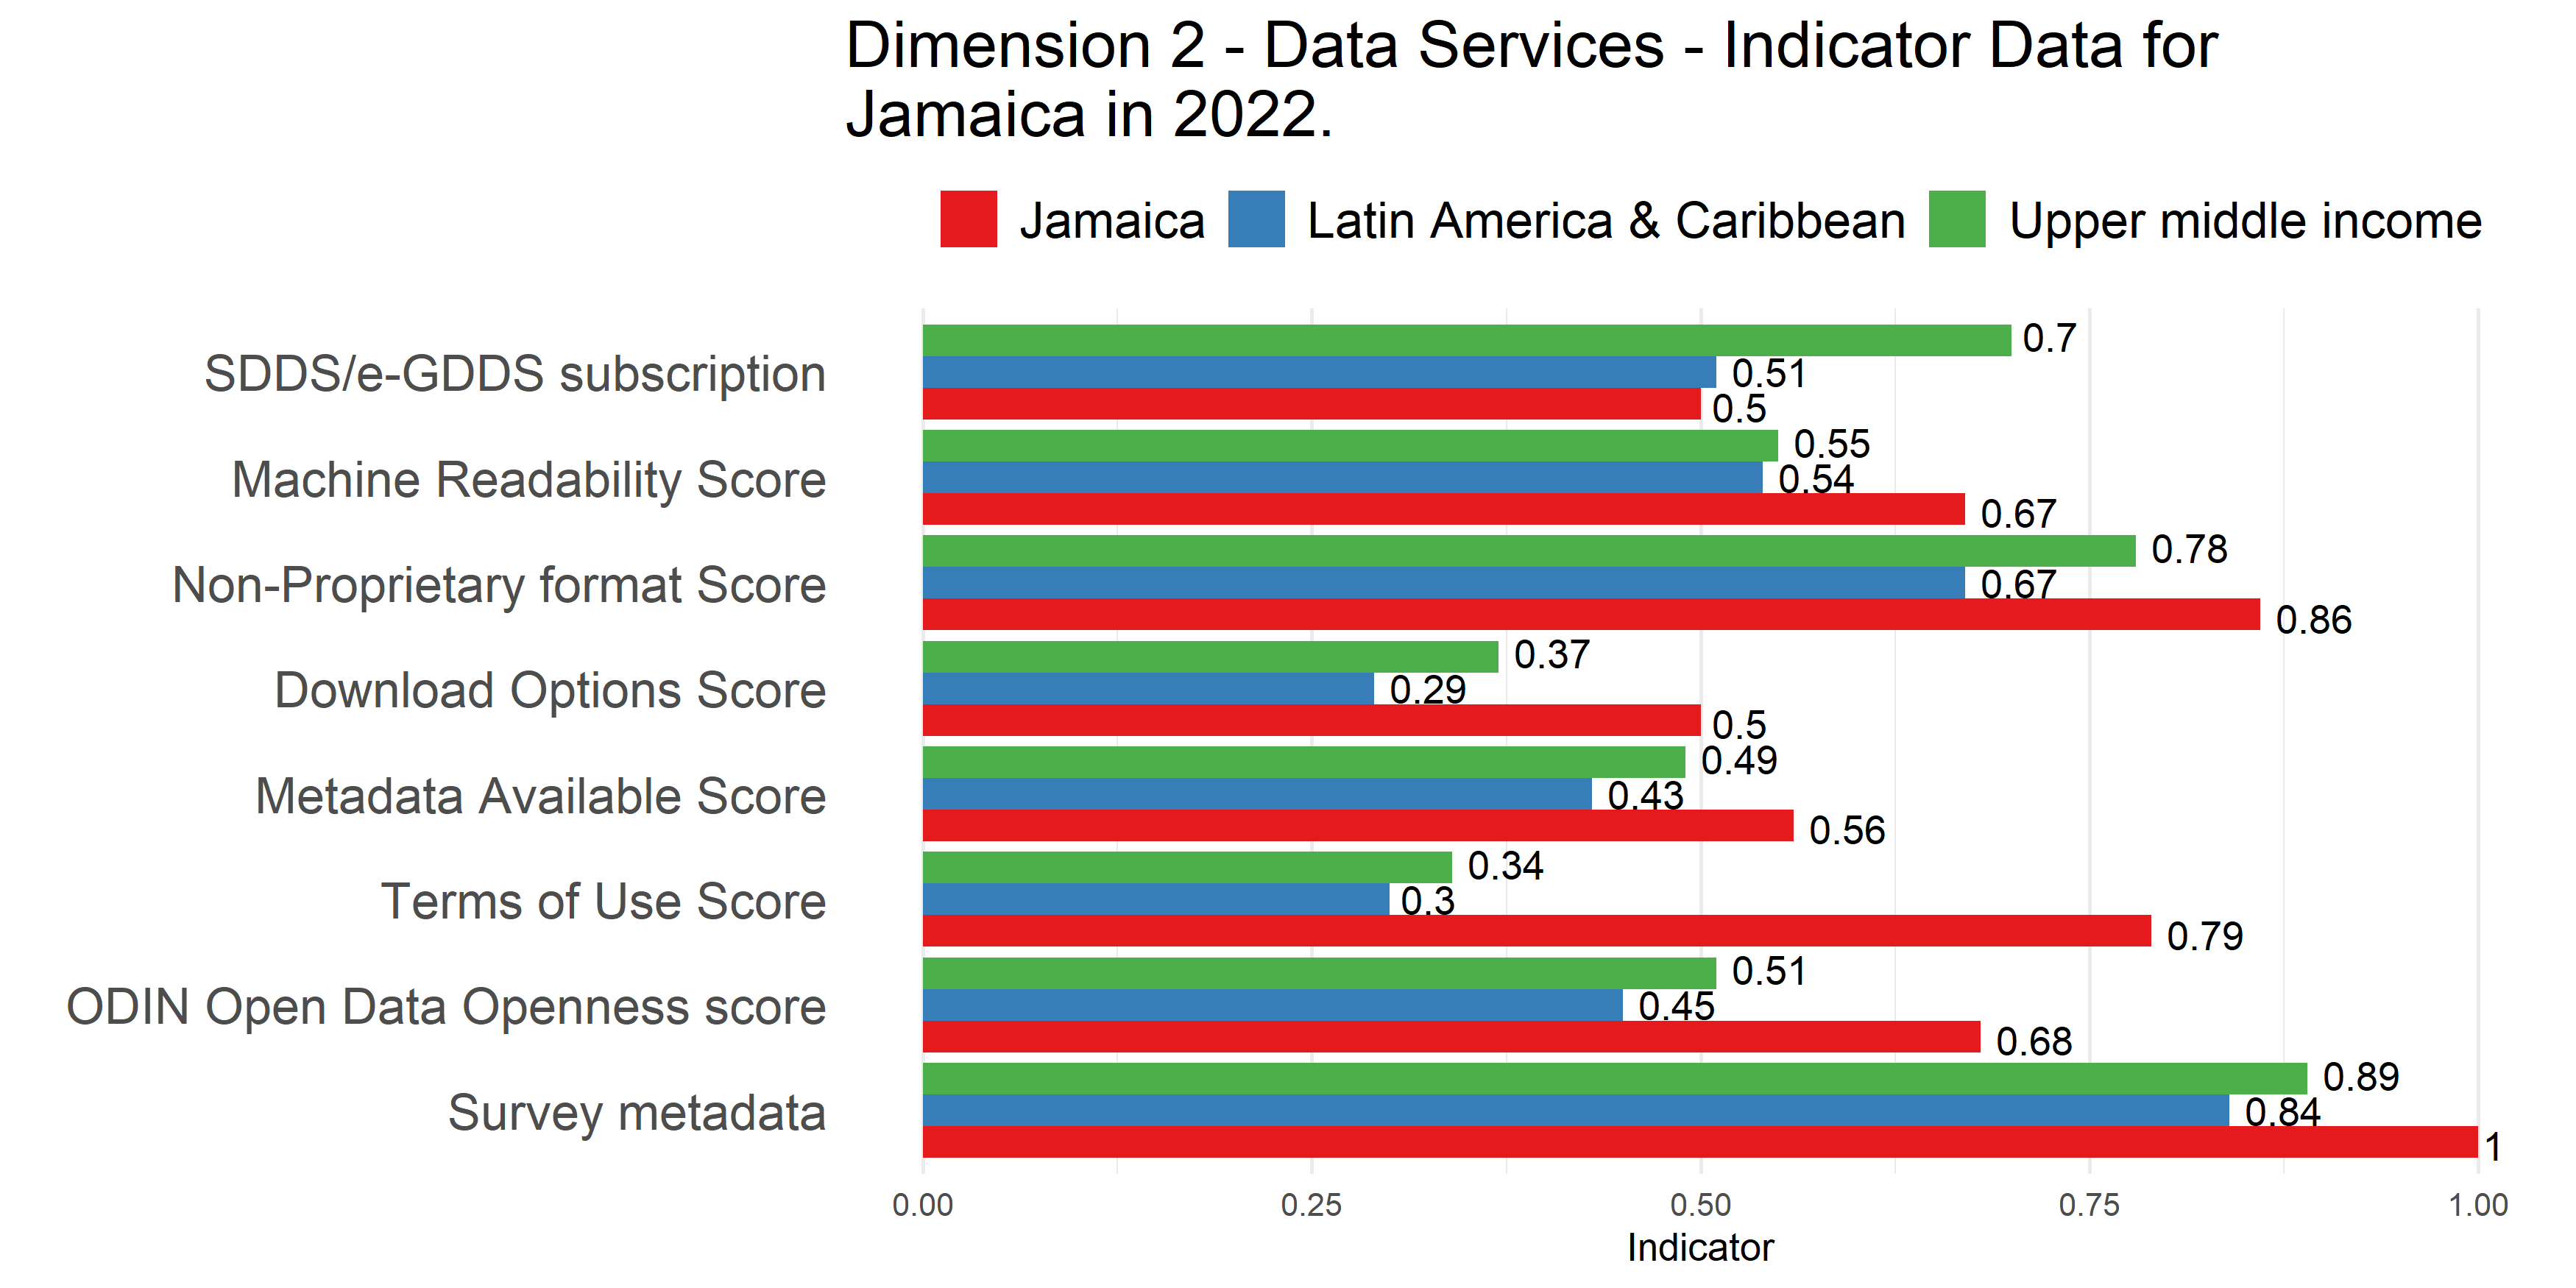 Dimension 2 - Data Services - Indicator Data for
Jamaica in 2022.
Jamaica Latin America & Caribbean Upper middle income
SDDS/e-GDDS subscription
0.7
0.51
0.5
Machine Readability Score
0.55
0.54
0.67
Non-Proprietary format Score
0.78
0.67
0.86
Download Options Score
0.37
0.29
0.5
Metadata Available Score
0.49
0.43
0.56
Terms of Use Score
0.34
0.3
0.79
ODIN Open Data Openness score
0.51
0.45
0.68
Survey metadata
0.89
0.84
1
0.00 0.25 0.50 0.75 1.00
Indicator